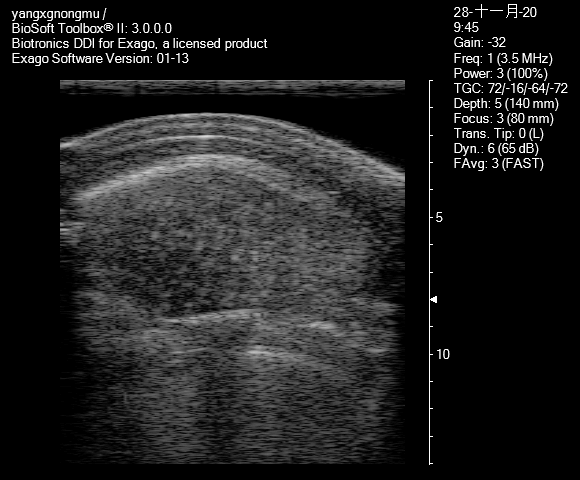 yangxgnongmu /
BioSoft Toolbox® II: 3.0.0.0
Biotronics DDI for Exago, a licensed product
Exago Software Version: 01-13
28-十一月-20
9:45
Gain: -32
Freq: 1 (3.5 MHz)
Power: 3 (100%)
TGC: 72/-16/-64/-72
Depth: 5 (140 mm)
Focus: 3 (80 mm)
Trans. Tip: 0 (L)
Dyn.: 6 (65 dB)
FAvg: 3 (FAST)
5
10